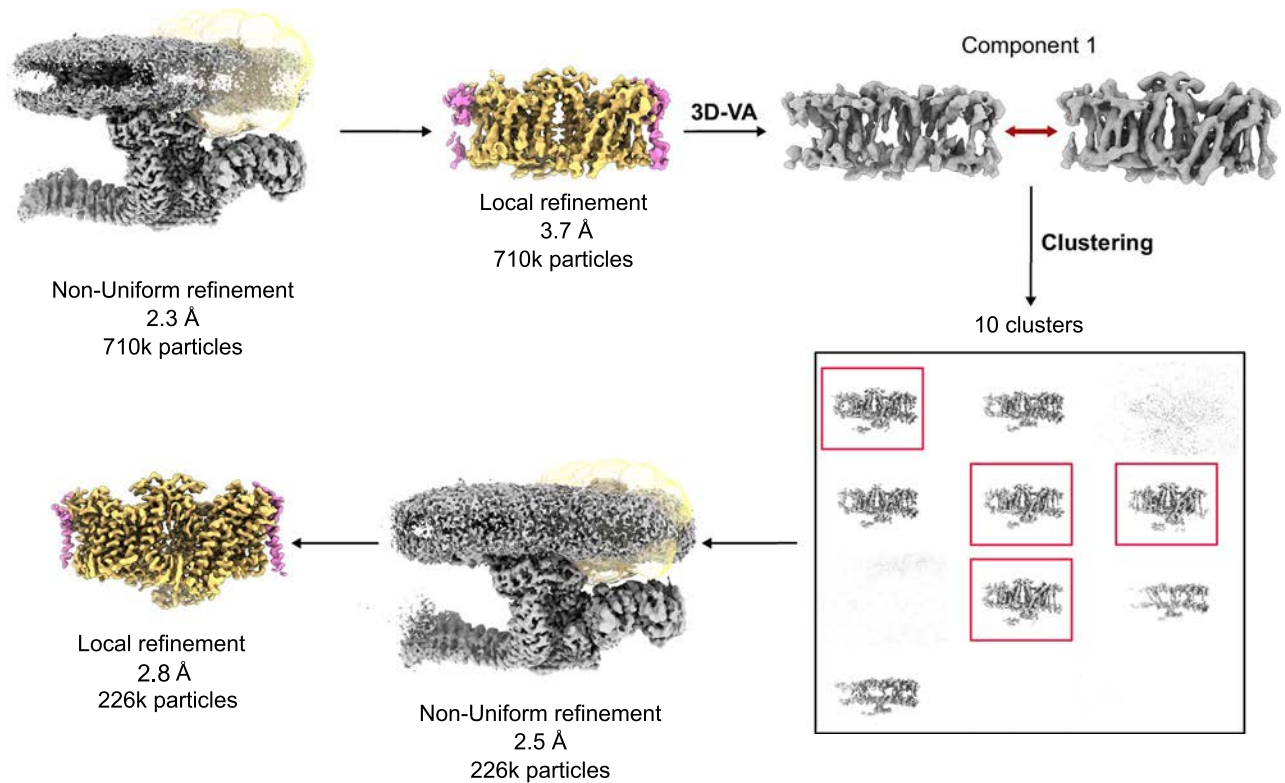 Component 1
3D-VA
Local refinement
3.7 Å
710k particles
Non-Uniform refinement
2.3 Å
710k particles
Clustering
10 clusters
Local refinement
2.8 Å
226k particles
Non-Uniform refinement
2.5 Å
226k particles